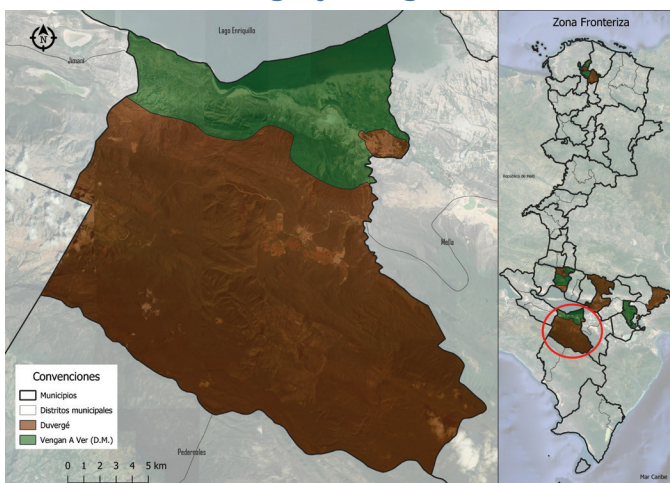 Lago Enriquillo
N
Jimaní
Mella
Pedernales
Convenciones
Municipios
Distritos municipales
Duvergé
Vengan A Ver (D.M.)
0 1 2 3 4 5 km
Zona Fronteriza
República de Haití
Mar Caribe